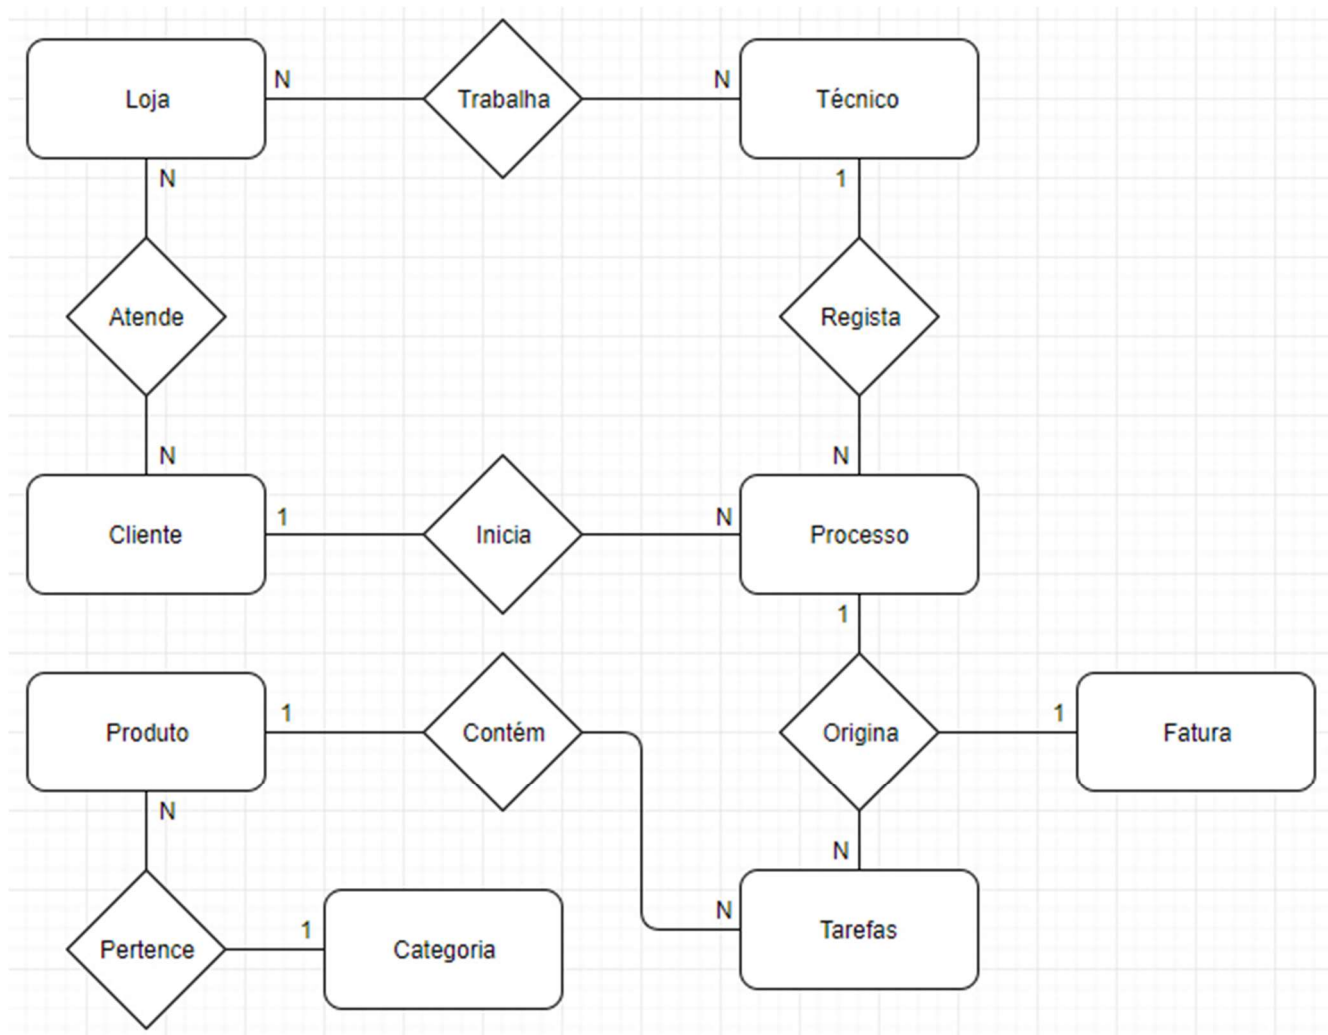 Loja
N
Trabalha
N
Técnico
N
1
Atende
Regista
N
N
Cliente
1
Inicia
N
Processo
1
Produto
1
Contém
Origina
1
Fatura
N
N
Pertence
1
Categoria
N
Tarefas